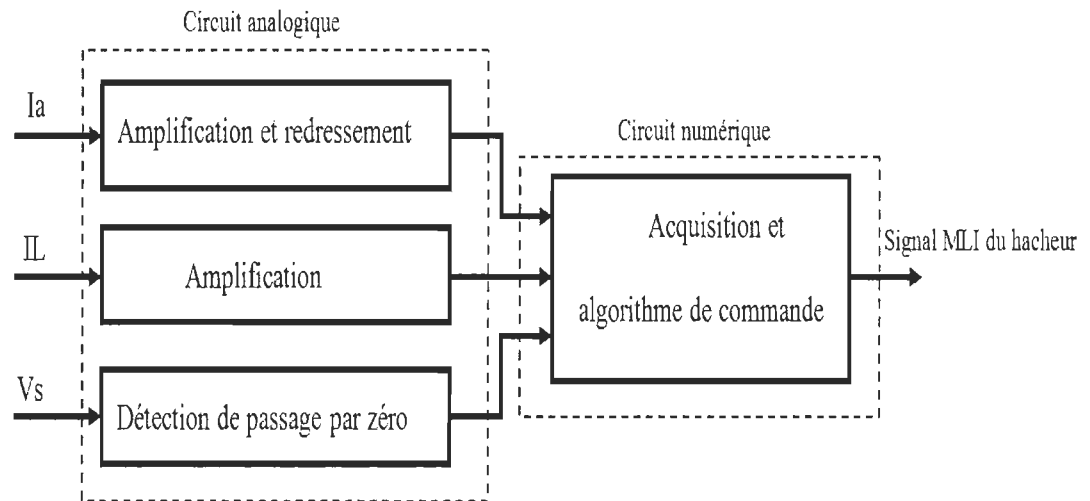 Circuit analogique
Ia
Amplification et redressement
Circuit numérique
IL
Amplification
Acquisition et
algorithme de commande
Signal MLI du hacheur
Vs
Détection de passage par zéro